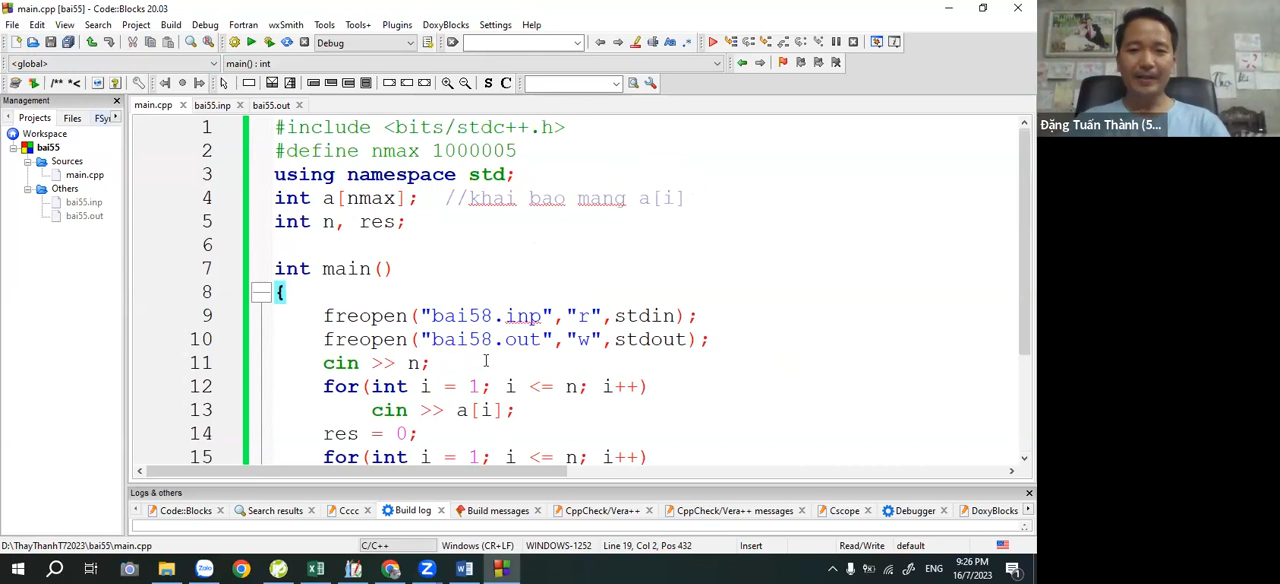 main.cpp [bai55] - Code::Blocks 20.03
File Edit View Search Project Build Debug Fortran wxSmith Tools Tools+ Plugins DoxyBlocks Settings Help
Debug
<global> main() : int
/** *< S C
Management
main.cpp bai55.inp bai55.out
Projects Files FSy
Workspace
bai55
Sources
main.cpp
Others
bai55.inp
bai55.out
1 #include <bits/stdc++.h>
2 #define nmax 1000005
3 using namespace std;
4 int a[nmax]; //khai bao mang a[i]
5 int n, res;
6
7 int main()
8 {
9 freopen("bai58.inp","r",stdin);
10 freopen("bai58.out","w",stdout);
11 cin >> n;
12 for(int i = 1; i <= n; i++)
13 cin >> a[i];
14 res = 0;
15 for(int i = 1; i <= n; i++)
Logs & others
Code::Blocks Search results Cccc Build log Build messages CppCheck/Vera++ CppCheck/Vera++ messages Cscope Debugger DoxyBlocks
D:\ThayThanhT72023\bai55\main.cpp C/C++ Windows (CR+LF) WINDOWS-1252 Line 19, Col 2, Pos 432 Insert Read/Write default
ENG 9:26 PM
16/7/2023
Đặng Tuấn Thành (5...